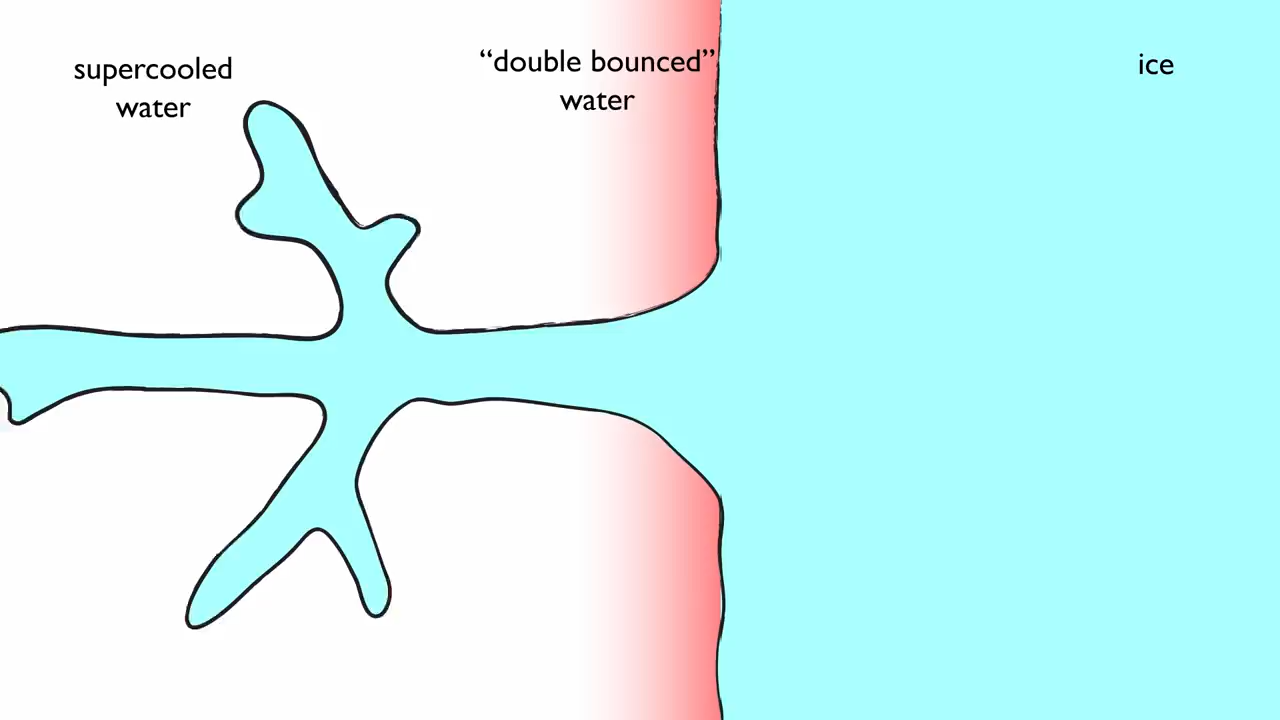 supercooled
water
“double bounced”
water
ice